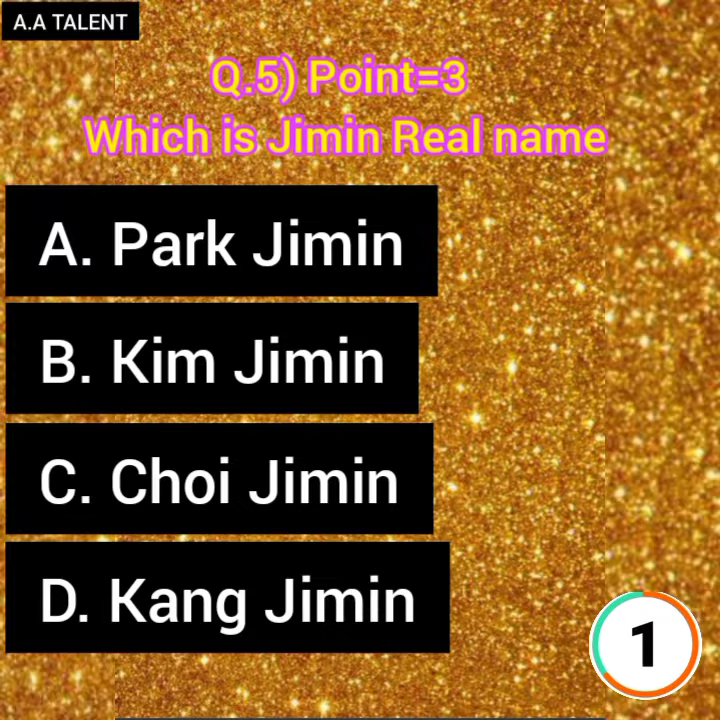 A.A TALENT
Q.5) Point=3
Which is Jimin Real name
A. Park Jimin
B. Kim Jimin
C. Choi Jimin
D. Kang Jimin
1